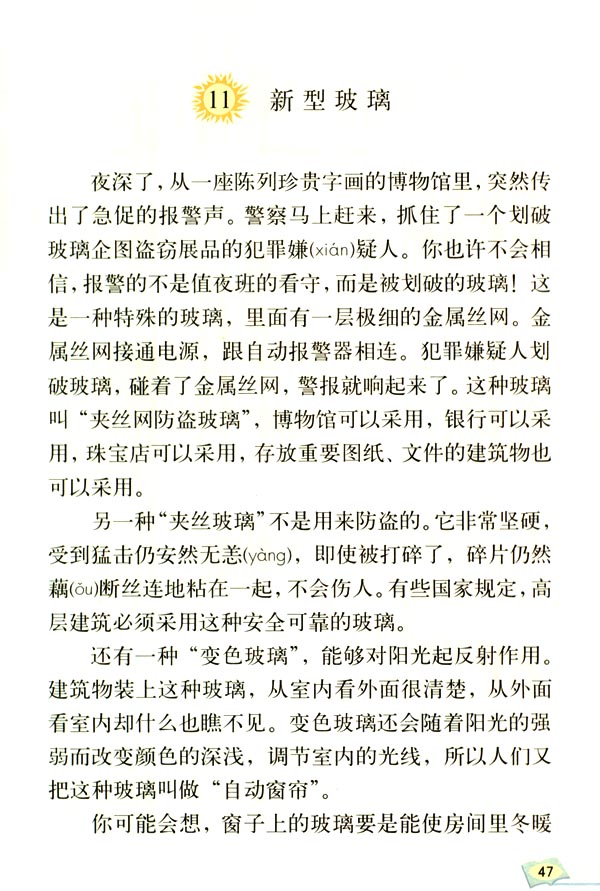 11 新型玻璃
夜深了，从一座陈列珍贵字画的博物馆里，突然传
出了急促的报警声。警察马上赶来，抓住了一个划破
玻璃企图盗窃展品的犯罪嫌(xián)疑人。你也许不会相
信，报警的不是值夜班的看守，而是被划破的玻璃！这
是一种特殊的玻璃，里面有一层极细的金属丝网。金
属丝网接通电源，跟自动报警器相连。犯罪嫌疑人划
破玻璃，碰着了金属丝网，警报就响起来了。这种玻璃
叫“夹丝网防盗玻璃”，博物馆可以采用，银行可以采
用，珠宝店可以采用，存放重要图纸、文件的建筑物也
可以采用。
另一种“夹丝玻璃”不是用来防盗的。它非常坚硬，
受到猛击仍安然无恙(yàng)，即使被打碎了，碎片仍然
藕(ǒu)断丝连地粘在一起，不会伤人。有些国家规定，高
层建筑必须采用这种安全可靠的玻璃。
还有一种“变色玻璃”，能够对阳光起反射作用。
建筑物装上这种玻璃，从室内看外面很清楚，从外面
看室内却什么也瞧不见。变色玻璃还会随着阳光的强
弱而改变颜色的深浅，调节室内的光线，所以人们又
把这种玻璃叫做“自动窗帘”。
你可能会想，窗子上的玻璃要是能使房间里冬暖
47